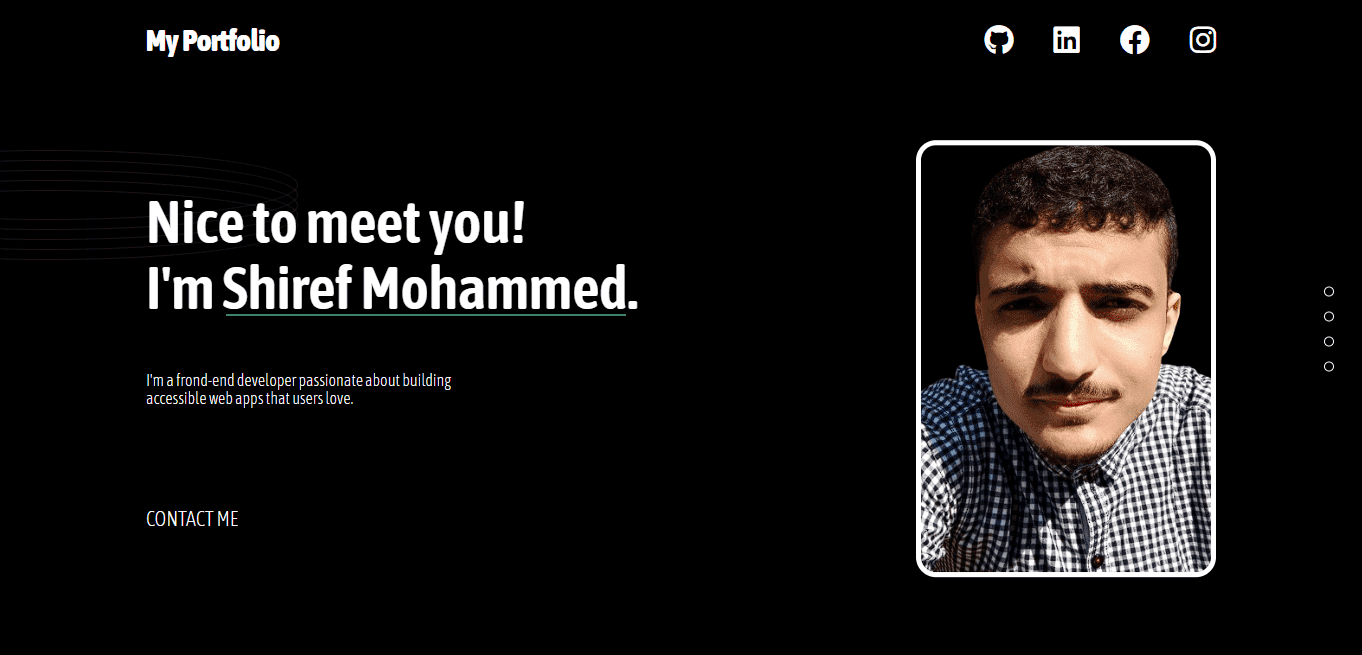 My Portfolio
Nice to meet you!
I'm Shiref Mohammed.
I'm a frond-end developer passionate about building
accessible web apps that users love.
CONTACT ME